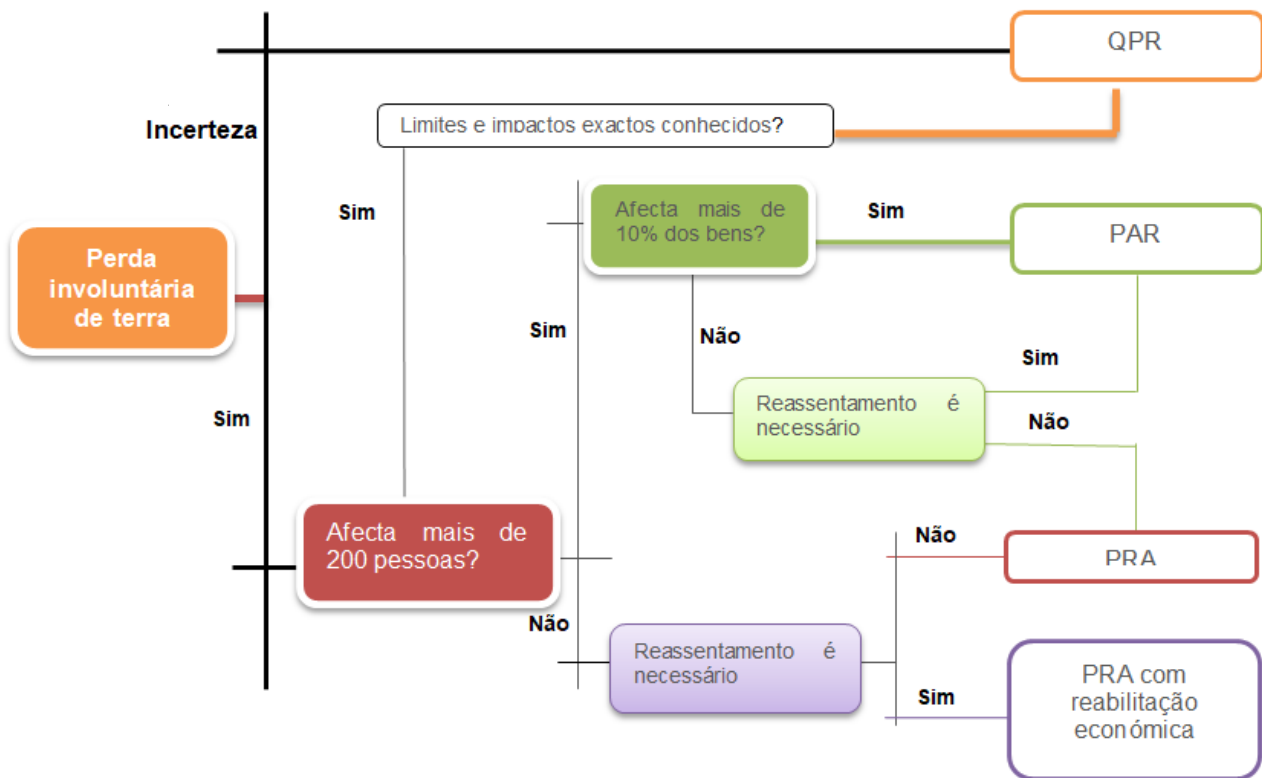 QPR
Incerteza
Limites e impactos exactos conhecidos?
Sim
Afecta mais de
10% dos bens?
Sim
PAR
Perda
involuntária
de terra
Sim
Não
Sim
Sim
Reassentamento é
necessário
Não
Afecta mais de
200 pessoas?
Não
PRA
Não
Reassentamento é
necessário
Sim
PRA com
reabilitação
económica